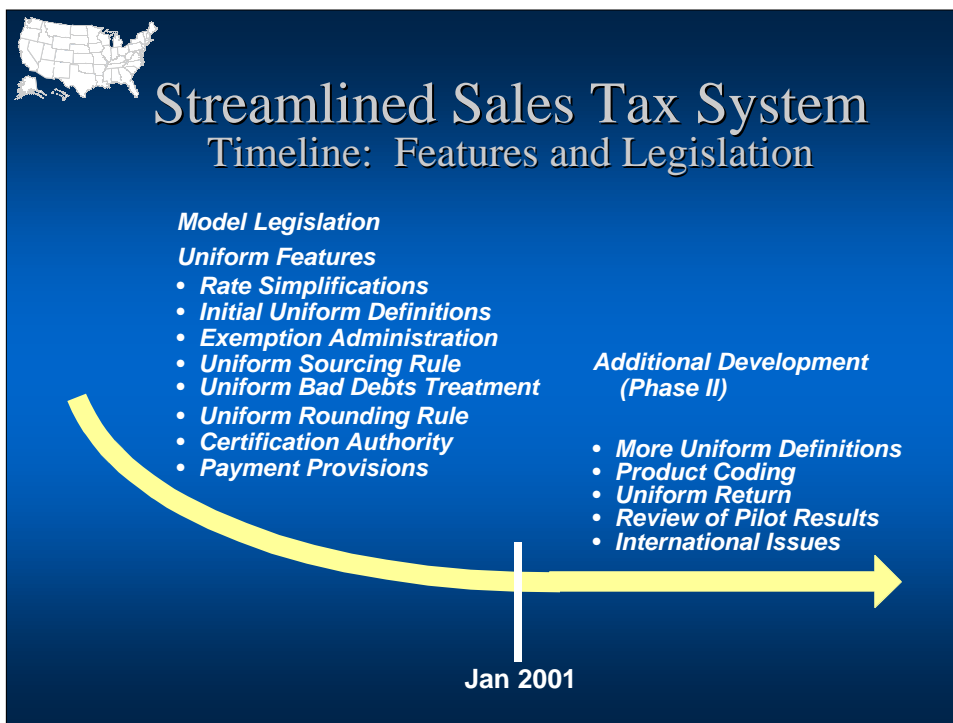 Streamlined Sales Tax System
Timeline: Features and Legislation
Model Legislation
Uniform Features
• Rate Simplifications
• Initial Uniform Definitions
• Exemption Administration
• Uniform Sourcing Rule
• Uniform Bad Debts Treatment
• Uniform Rounding Rule
• Certification Authority
• Payment Provisions
Additional Development
(Phase II)
• More Uniform Definitions
• Product Coding
• Uniform Return
• Review of Pilot Results
• International Issues
Jan 2001